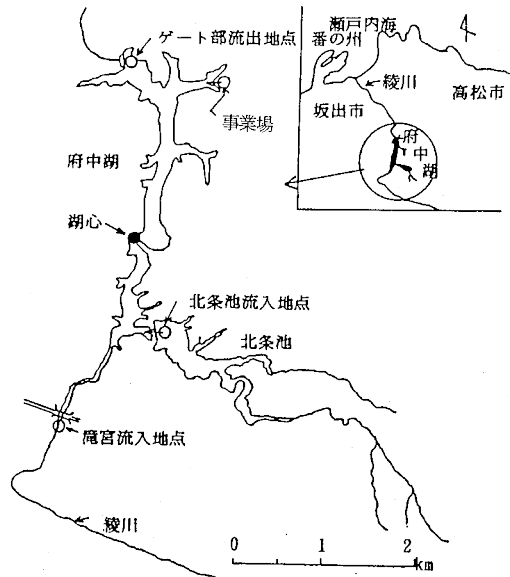 ゲート部流出地点
事業場
府中湖
湖心
北条池流入地点
北条池
滝宮流入地点
綾川
0 1 2
km
瀬戸内海
番の州
綾川
坂出市
高松市
府
中
湖